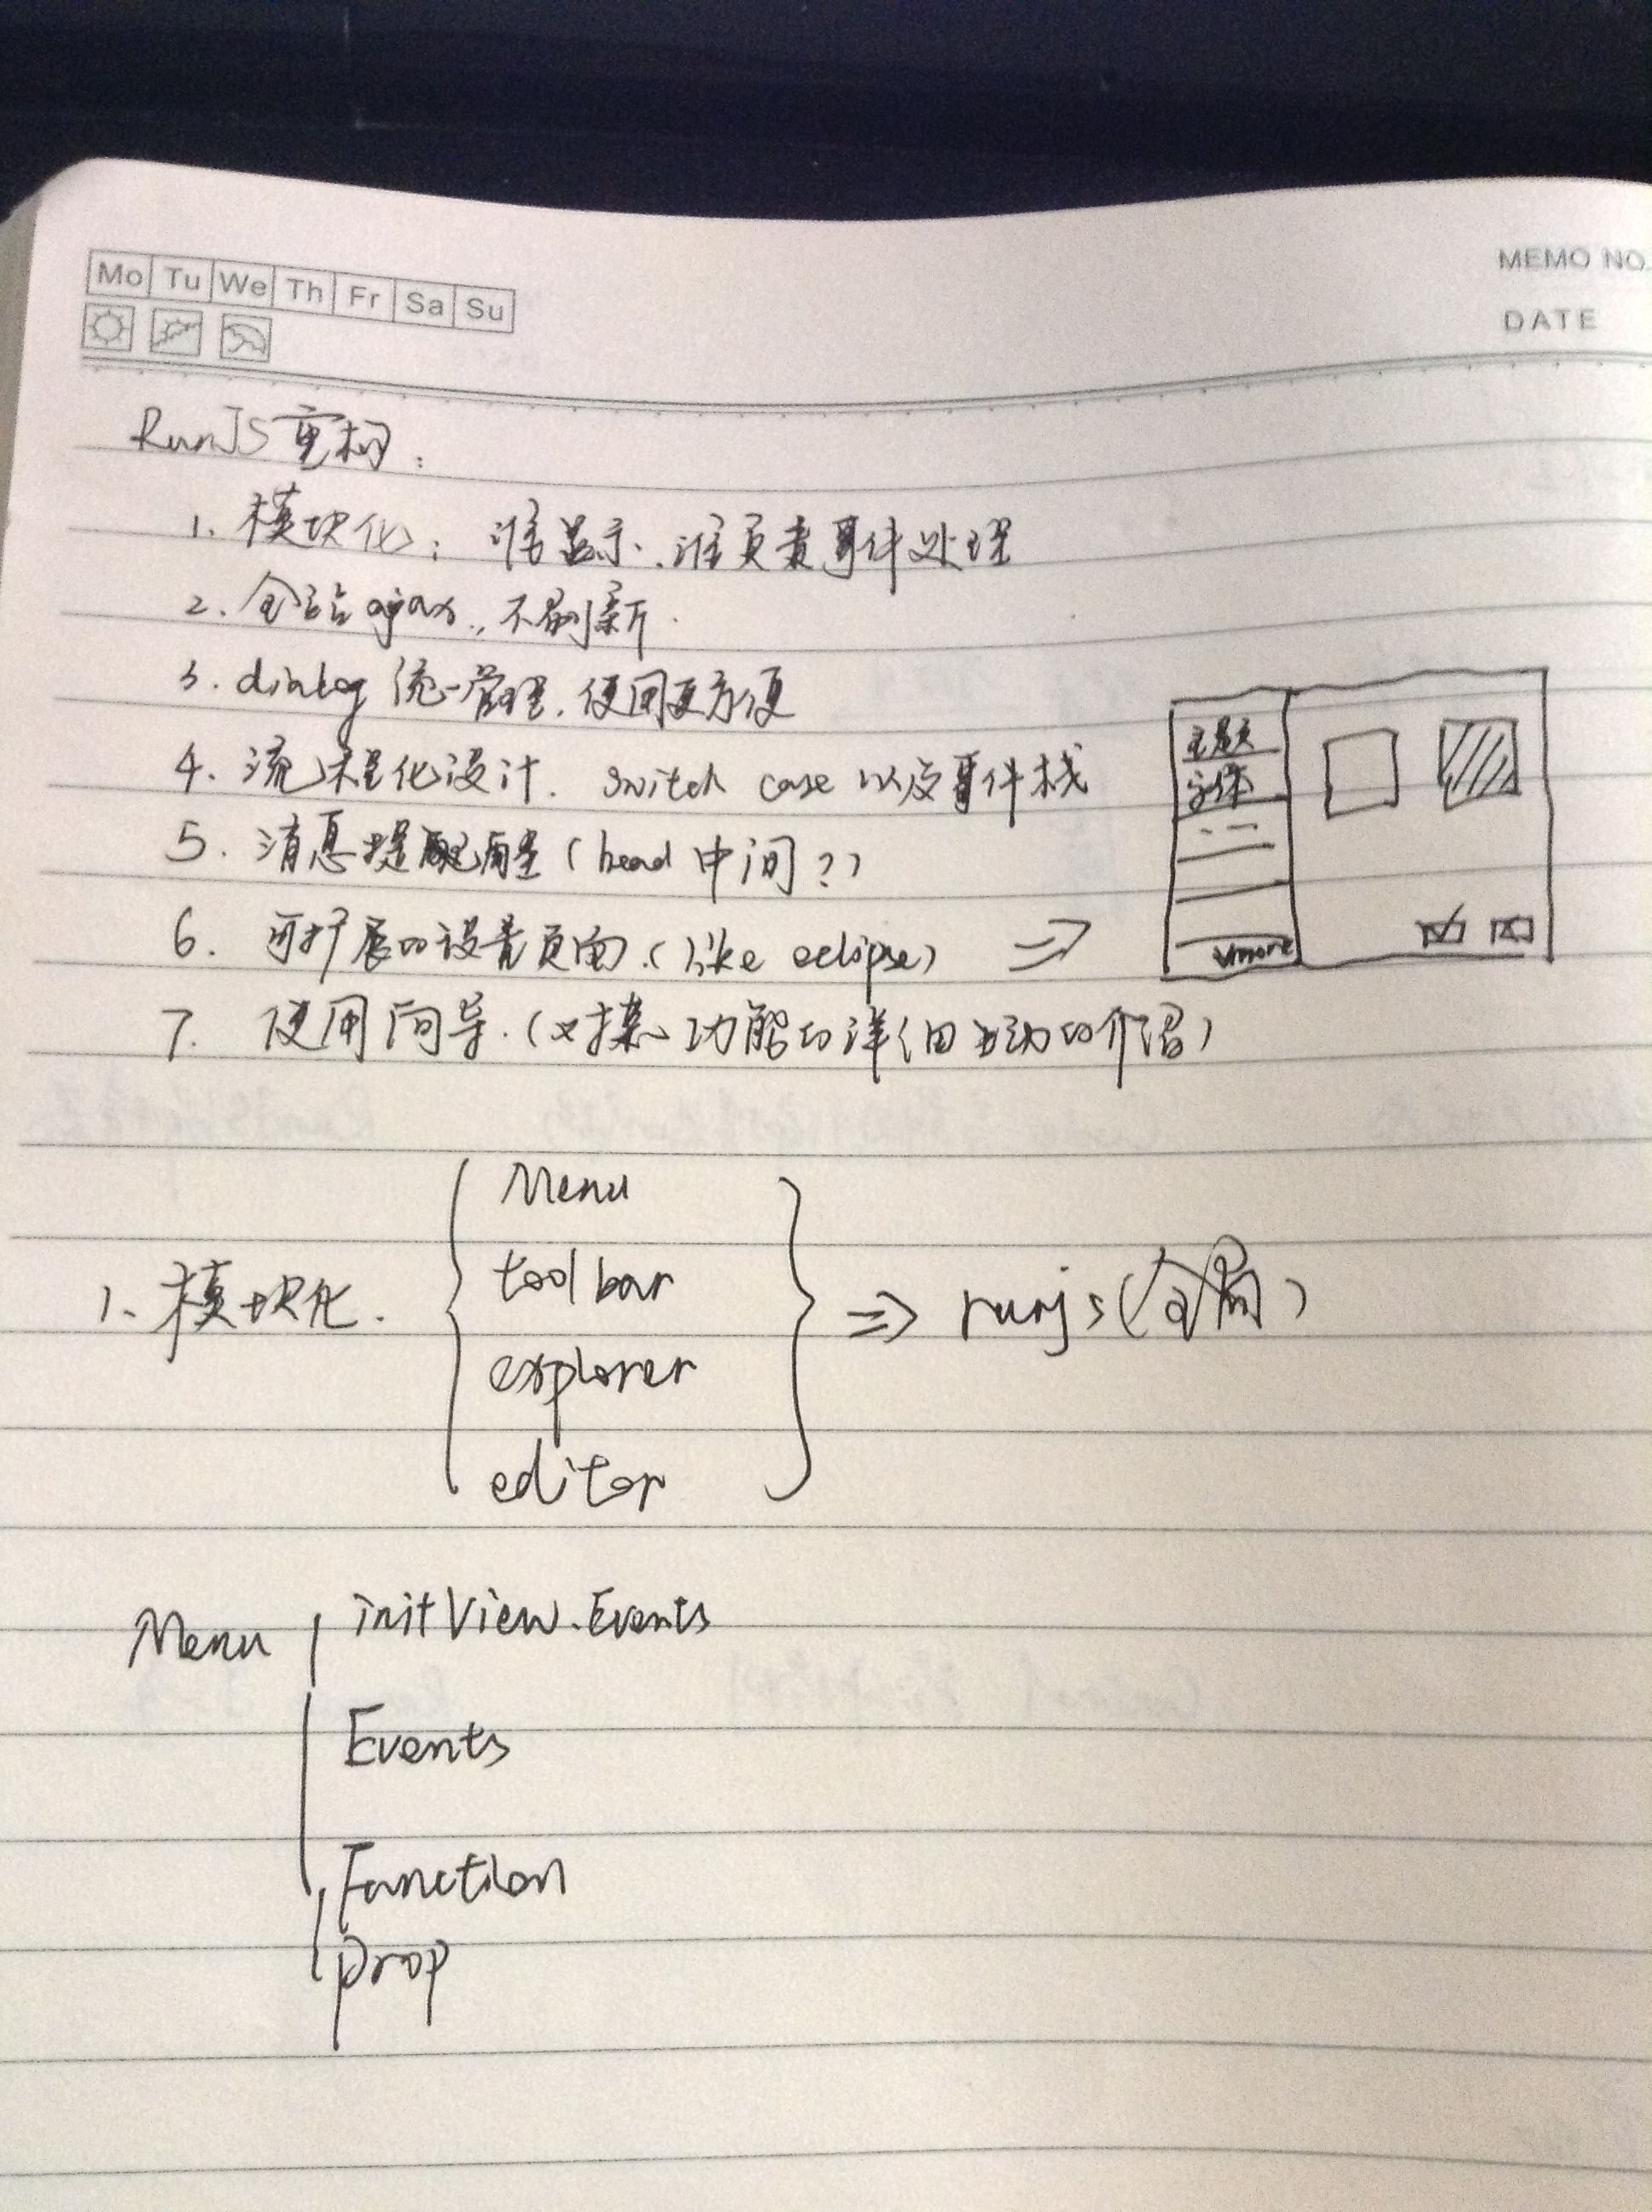 Mo Tu We Th Fr Sa Su
MEMO NO.
DATE
RunJS重构:
1. 模块化: 谁显示、谁负责事件处理
2. 全站ajax, 不刷新.
3. dialog 统一管理, 使用更方便
4. 流程化设计. switch case 以及事件栈
5. 消息提醒(head 中间?)
6. 可扩展的设置页面.(like eclipse) ⇒
主题
字体
more
7. 使用向导.(对核心功能的详细生动的介绍)
1、模块化.
Menu
toolbar
explorer
editor
⇒ runjs(全局)
Menu
initView.Events
Events
Function
prop